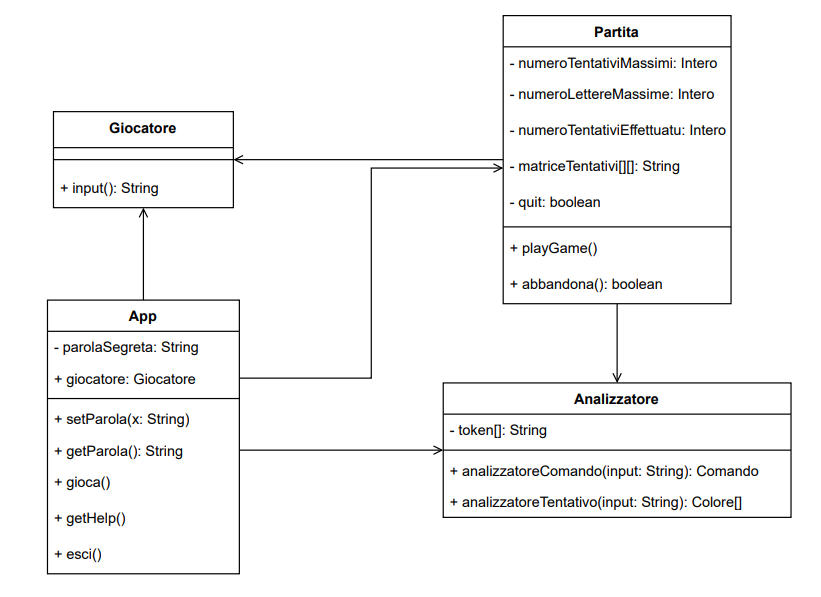 Partita
- numeroTentativiMassimi: Intero
- numeroLettereMassime: Intero
- numeroTentativiEffettuatu: Intero
- matriceTentativi[][]: String
- quit: boolean
+ playGame()
+ abbandona(): boolean
Giocatore
+ input(): String
App
- parolaSegreta: String
+ giocatore: Giocatore
+ setParola(x: String)
+ getParola(): String
+ gioca()
+ getHelp()
+ esci()
Analizzatore
- token[]: String
+ analizzatoreComando(input: String): Comando
+ analizzatoreTentativo(input: String): Colore[]